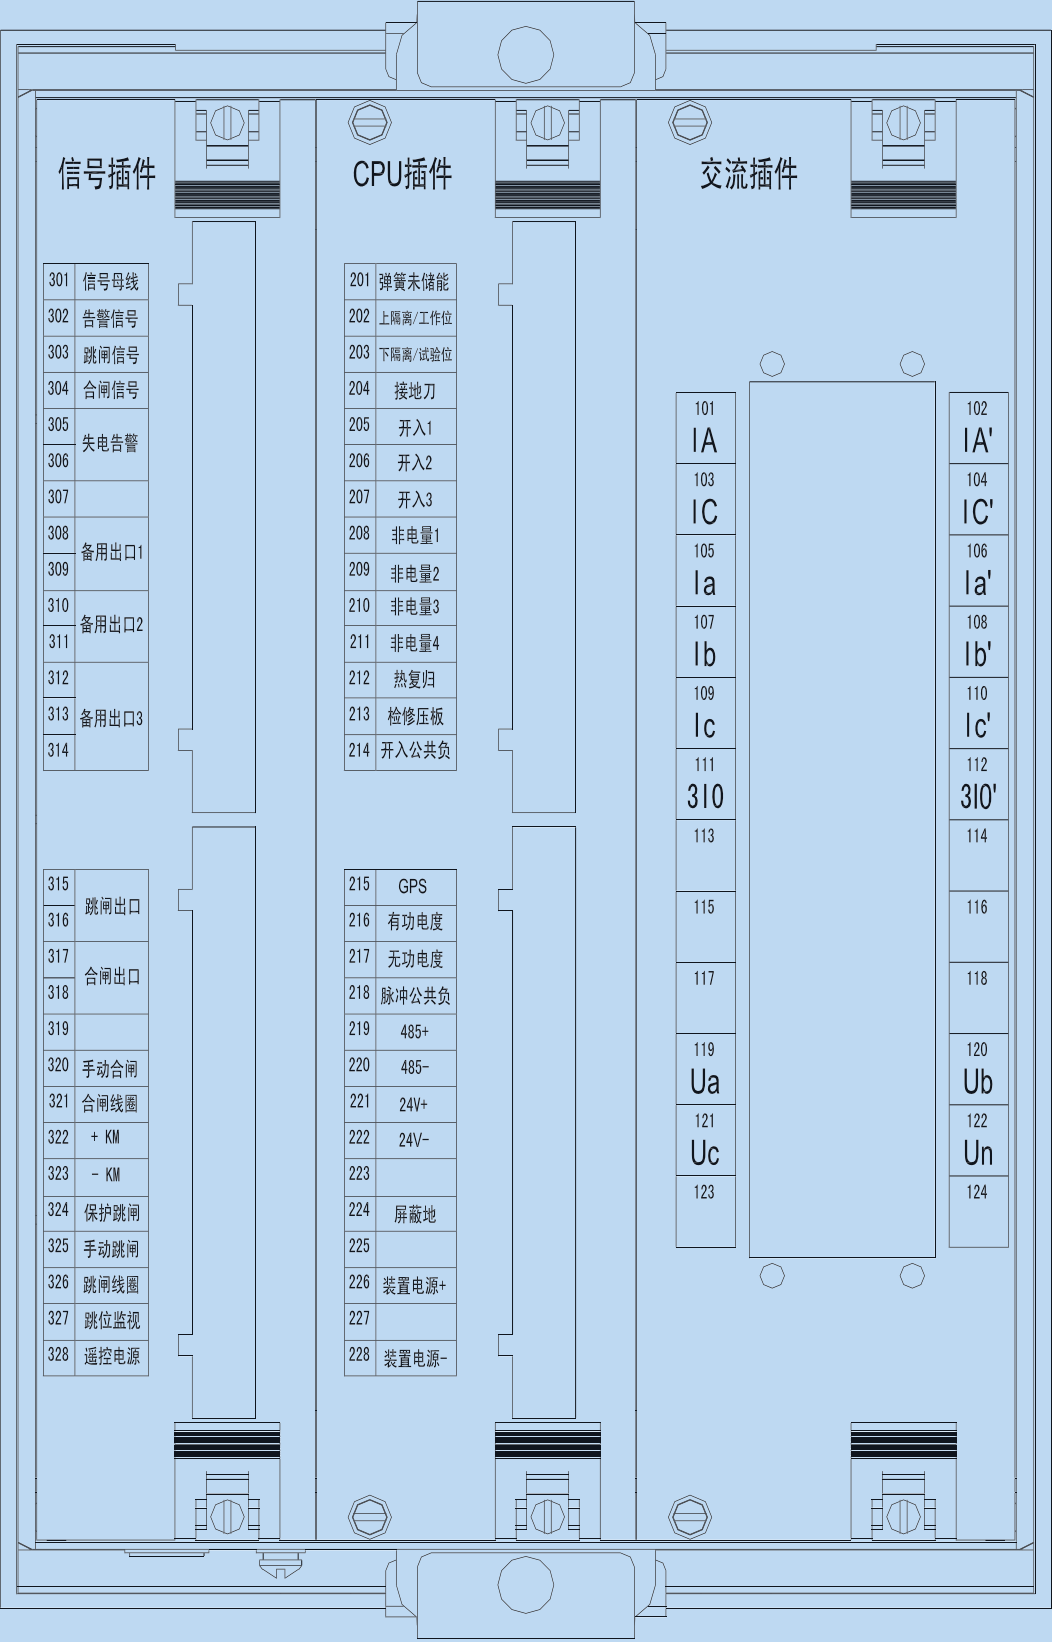 信号插件
301 信号母线
302 告警信号
303 跳闸信号
304 合闸信号
305 失电告警
306
307
308 备用出口1
309
310 备用出口2
311
312
313 备用出口3
314
315 跳闸出口
316
317 合闸出口
318
319
320 手动合闸
321 合闸线圈
322 + KM
323 - KM
324 保护跳闸
325 手动跳闸
326 跳闸线圈
327 跳位监视
328 遥控电源
CPU插件
201 弹簧未储能
202 上隔离/工作位
203 下隔离/试验位
204 接地刀
205 开入1
206 开入2
207 开入3
208 非电量1
209 非电量2
210 非电量3
211 非电量4
212 热复归
213 检修压板
214 开入公共负
215 GPS
216 有功电度
217 无功电度
218 脉冲公共负
219 485+
220 485-
221 24V+
222 24V-
223
224 屏蔽地
225
226 装置电源+
227
228 装置电源-
交流插件
101 102
IA IA'
103 104
IC IC'
105 106
Ia Ia'
107 108
Ib Ib'
109 110
Ic Ic'
111 112
3I0 3I0'
113 114
115 116
117 118
119 120
Ua Ub
121 122
Uc Un
123 124